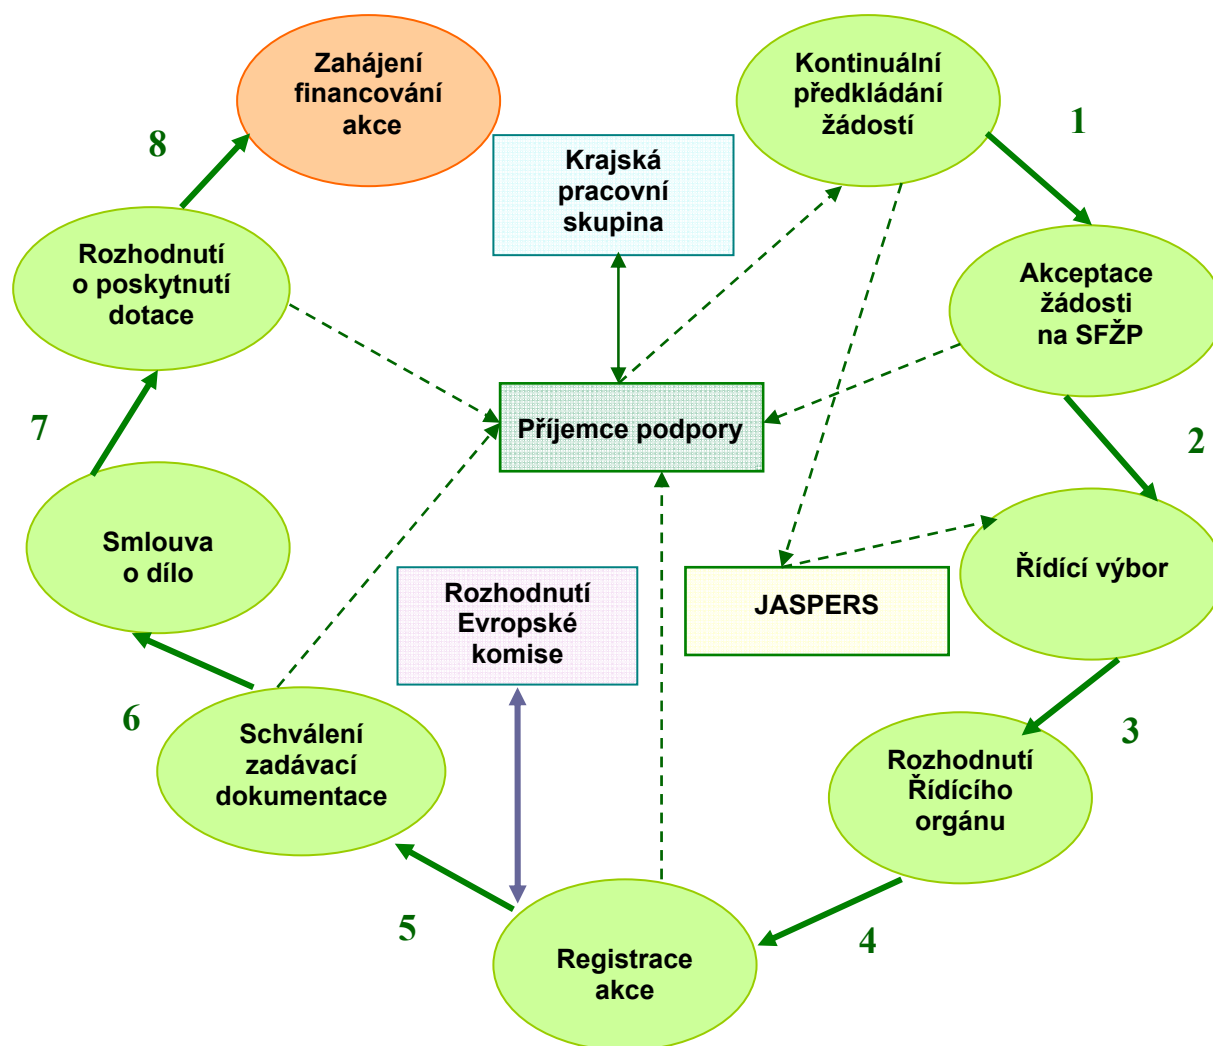 Zahájení
financování
akce
Kontinuální
předkládání
žádostí
1
8
Krajská
pracovní
skupina
Rozhodnutí
o poskytnutí
dotace
Akceptace
žádosti
na SFŽP
7
Příjemce podpory
2
Smlouva
o dílo
Rozhodnutí
Evropské
komise
JASPERS
Řídící výbor
6
3
Schválení
zadávací
dokumentace
Rozhodnutí
Řídícího
orgánu
5
4
Registrace
akce